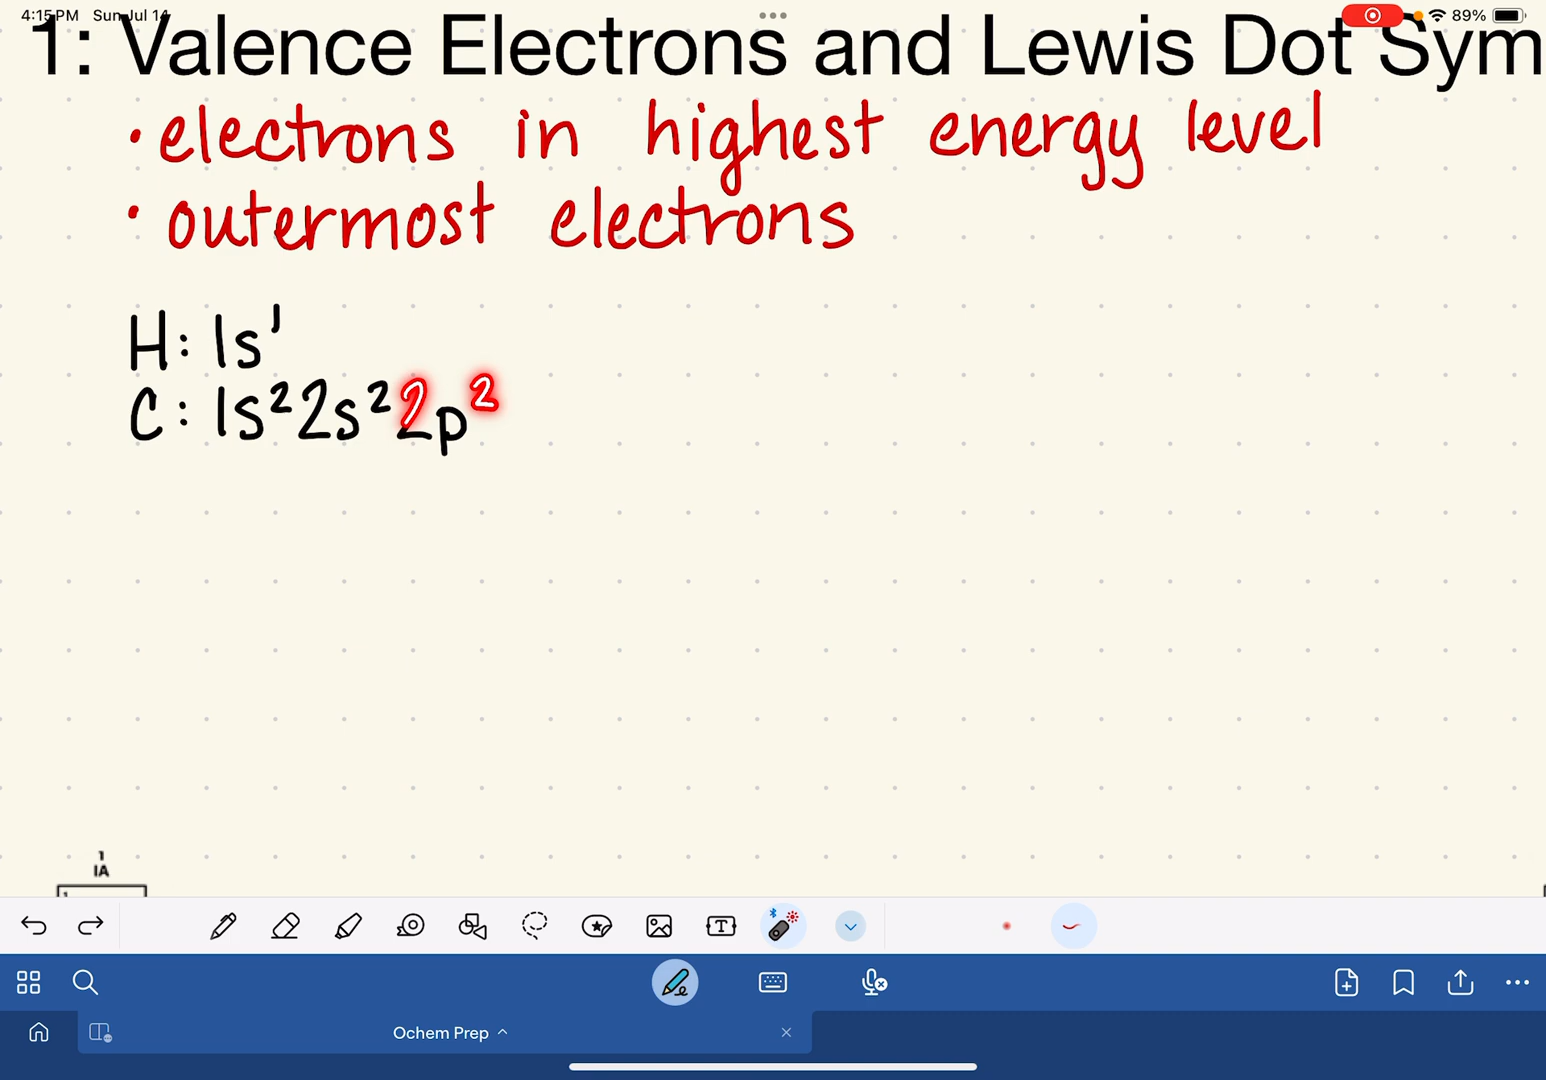 4:15 PM Sun Jul 14 89%
1: Valence Electrons and Lewis Dot Sym
• electrons in highest energy level
• outermost electrons
H: 1s¹
C: 1s²2s²2p²
1
IA
1
T
Ochem Prep